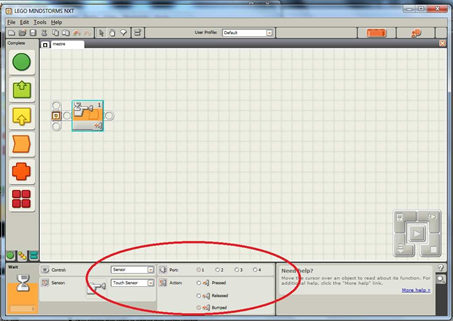 LEGO MINDSTORMS NXT
File Edit Tools Help
User Profile: Default
Complete
1
Wait
Control: Sensor
Sensor: Touch Sensor
Port: 1 2 3 4
Action: Pressed
Released
Bumped
Need help?
Move the cursor over an object to read about its function. For
additional help, click the "More help" link.
More help »
?